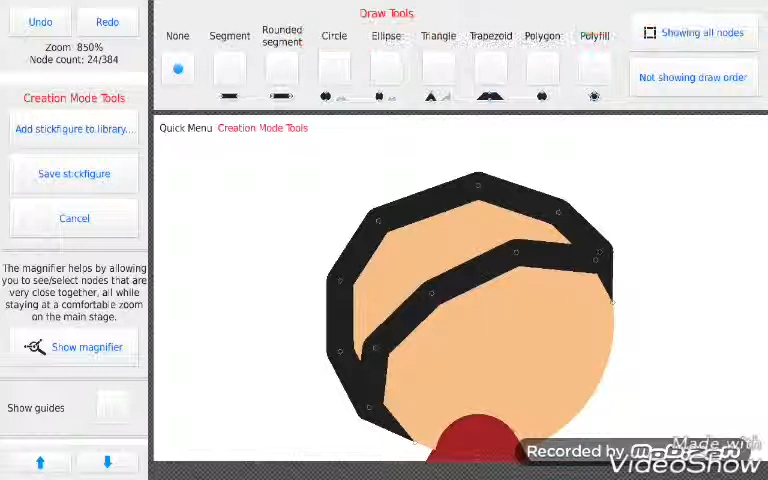 Undo
Redo
Zoom 850%
Node count: 24/384
Creation Mode Tools
Add stickfigure to library...
Save stickfigure
Cancel
The magnifier helps by allowing
you to see/select nodes that are
very close together, all while
staying at a comfortable zoom
on the main stage.
Show magnifier
Show guides
Draw Tools
None
Segment
Rounded
segment
Circle
Ellipse
Triangle
Trapezoid
Polygon
Polyfill
Showing all nodes
Not showing draw order
Quick Menu Creation Mode Tools
Recorded by
Made with
VideoShow